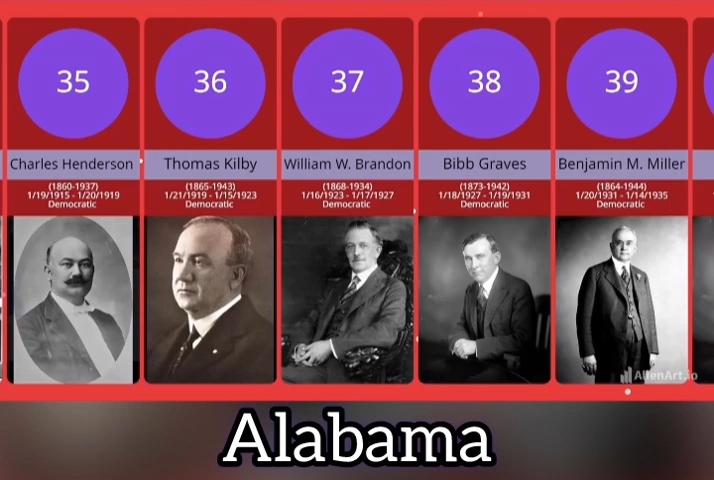 35
36
37
38
39
Charles Henderson
Thomas Kilby
William W. Brandon
Bibb Graves
Benjamin M. Miller
(1860-1937)
1/19/1915 - 1/20/1919
Democratic
(1865-1943)
1/21/1919 - 1/15/1923
Democratic
(1868-1934)
1/16/1923 - 1/17/1927
Democratic
(1873-1942)
1/18/1927 - 1/19/1931
Democratic
(1864-1944)
1/20/1931 - 1/14/1935
Democratic
AllenArt.io
Alabama